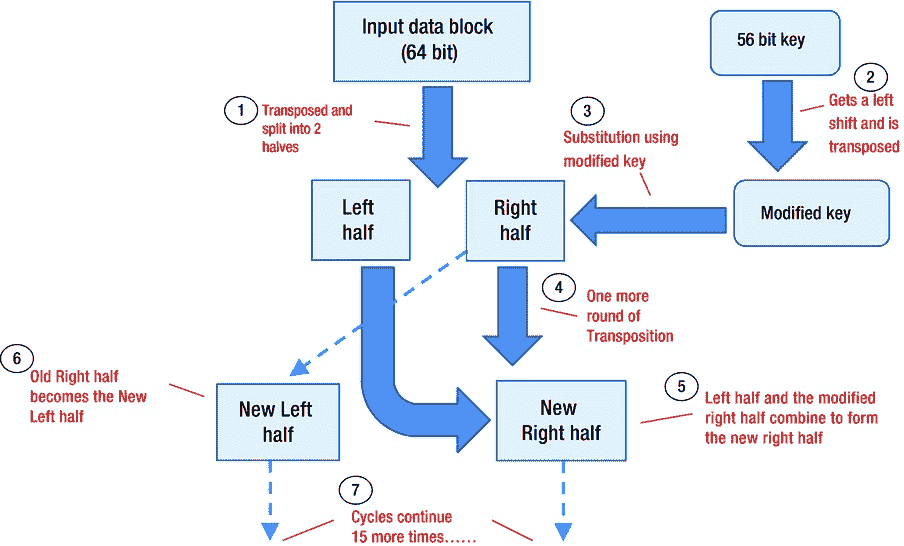 Input data block
(64 bit)
56 bit key
1
Transposed and
split into 2
halves
2
Gets a left
shift and is
transposed
3
Substitution using
modified key
Left
half
Right
half
Modified key
4
One more
round of
Transposition
6
Old Right half
becomes the New
Left half
New Left
half
New
Right half
5
Left half and the modified
right half combine to form
the new right half
7
Cycles continue
15 more times......